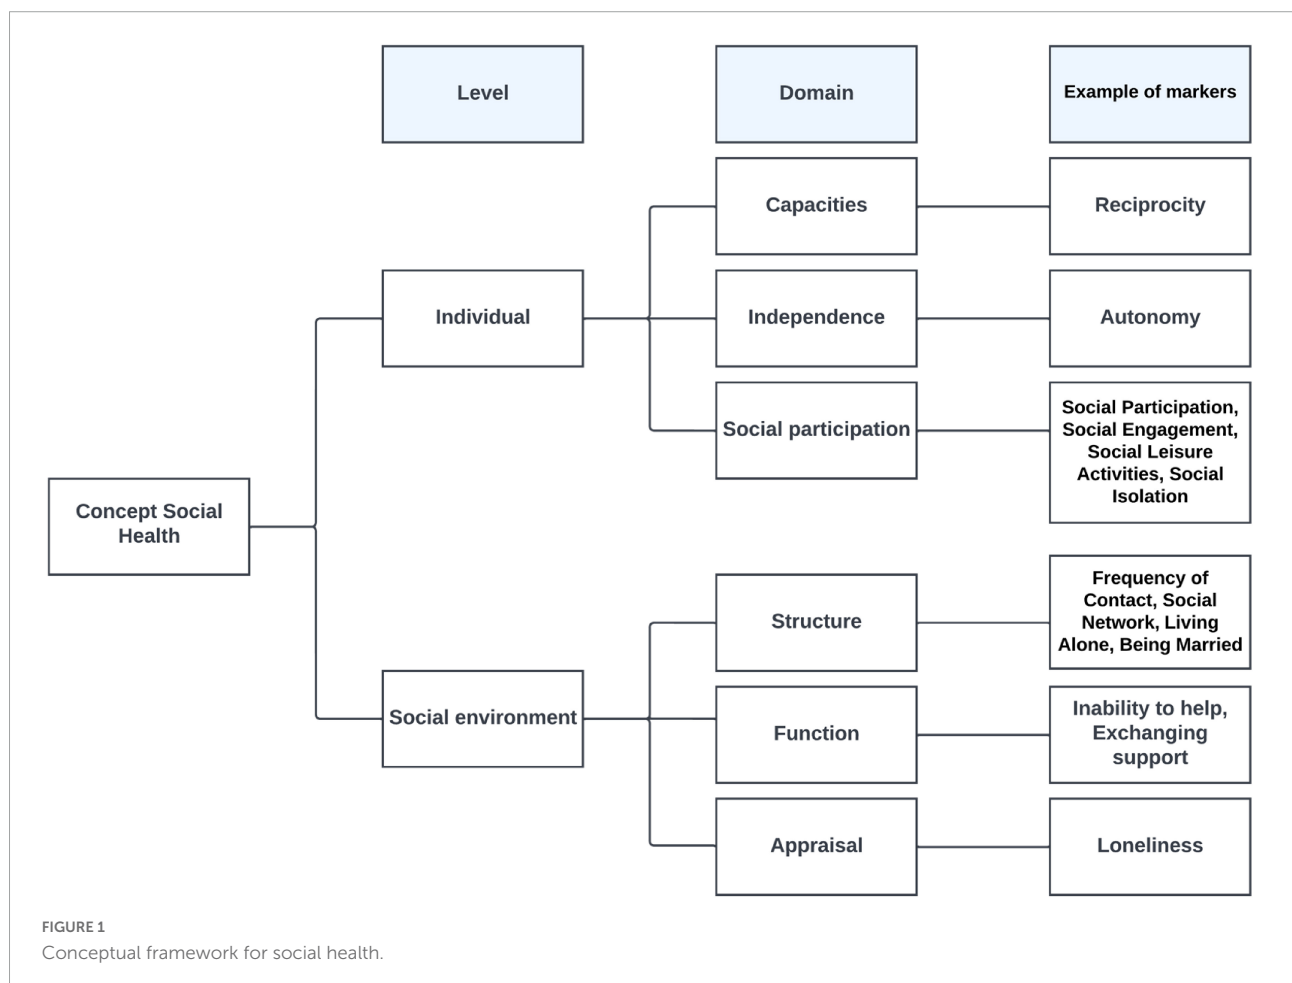 Level
Domain
Example of markers
Capacities
Reciprocity
Individual
Independence
Autonomy
Social participation
Social Participation,
Social Engagement,
Social Leisure
Activities, Social
Isolation
Concept Social
Health
Structure
Frequency of
Contact, Social
Network, Living
Alone, Being Married
Social environment
Function
Inability to help,
Exchanging
support
Appraisal
Loneliness
FIGURE 1
Conceptual framework for social health.